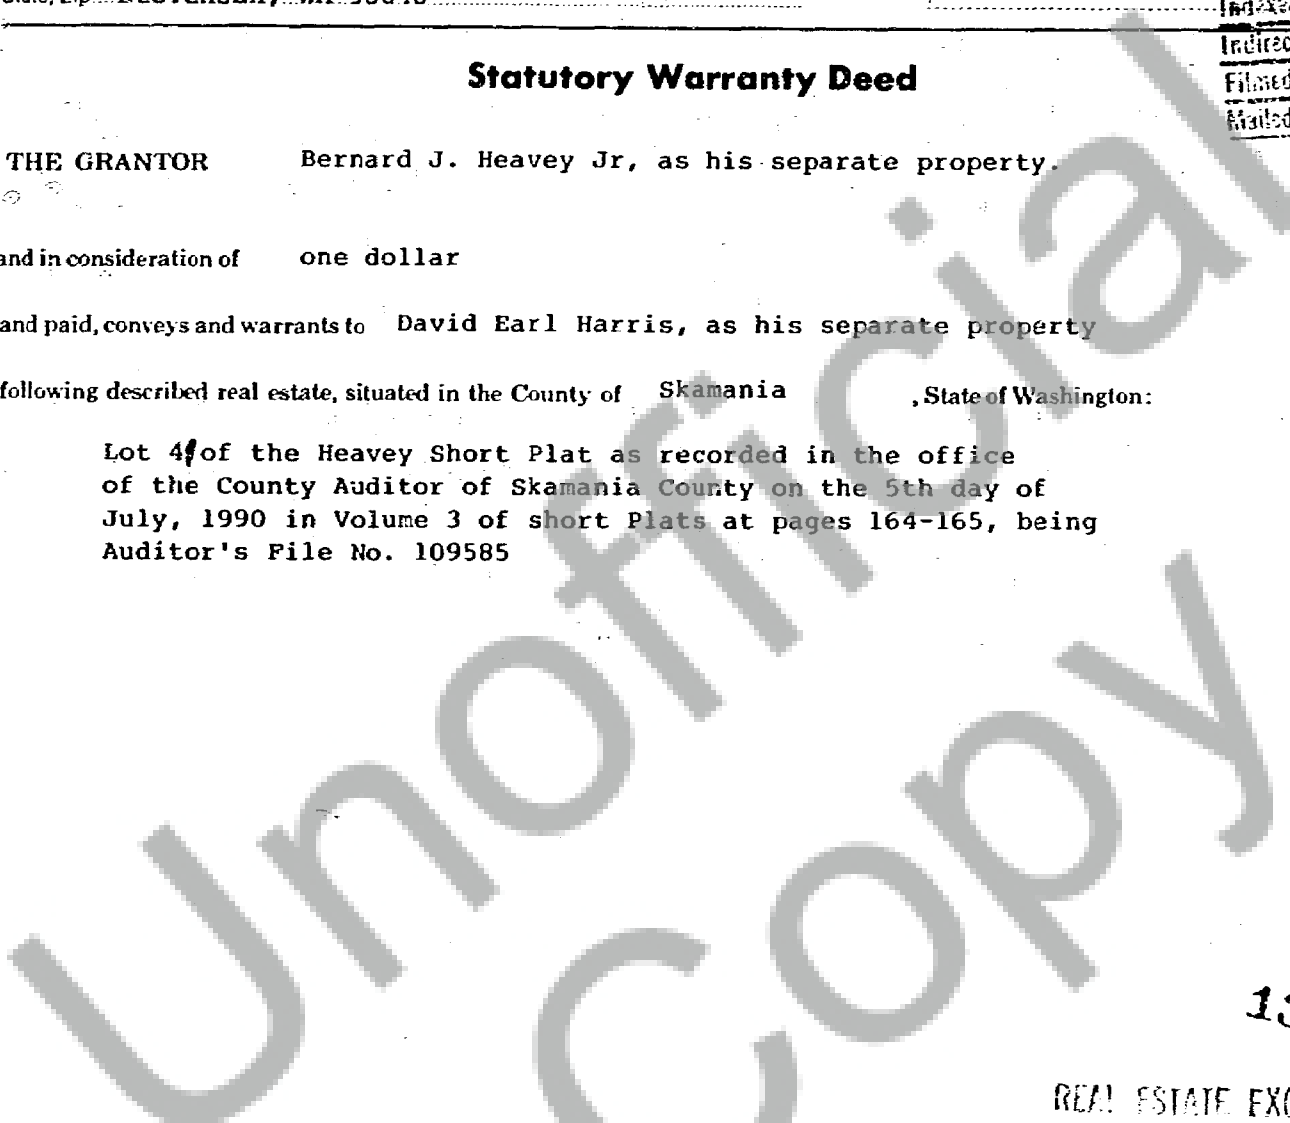 Indirec
Filmed
Mailed
Statutory Warranty Deed
THE GRANTOR Bernard J. Heavey Jr, as his separate property.
and in consideration of one dollar
and paid, conveys and warrants to David Earl Harris, as his separate property
following described real estate, situated in the County of Skamania , State of Washington:
Lot 4 of the Heavey Short Plat as recorded in the office
of the County Auditor of Skamania County on the 5th day of
July, 1990 in Volume 3 of short Plats at pages 164-165, being
Auditor's File No. 109585
Unofficial
Copy
REAL ESTATE EXC